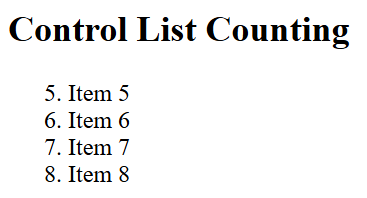 Control List Counting
5. Item 5
6. Item 6
7. Item 7
8. Item 8